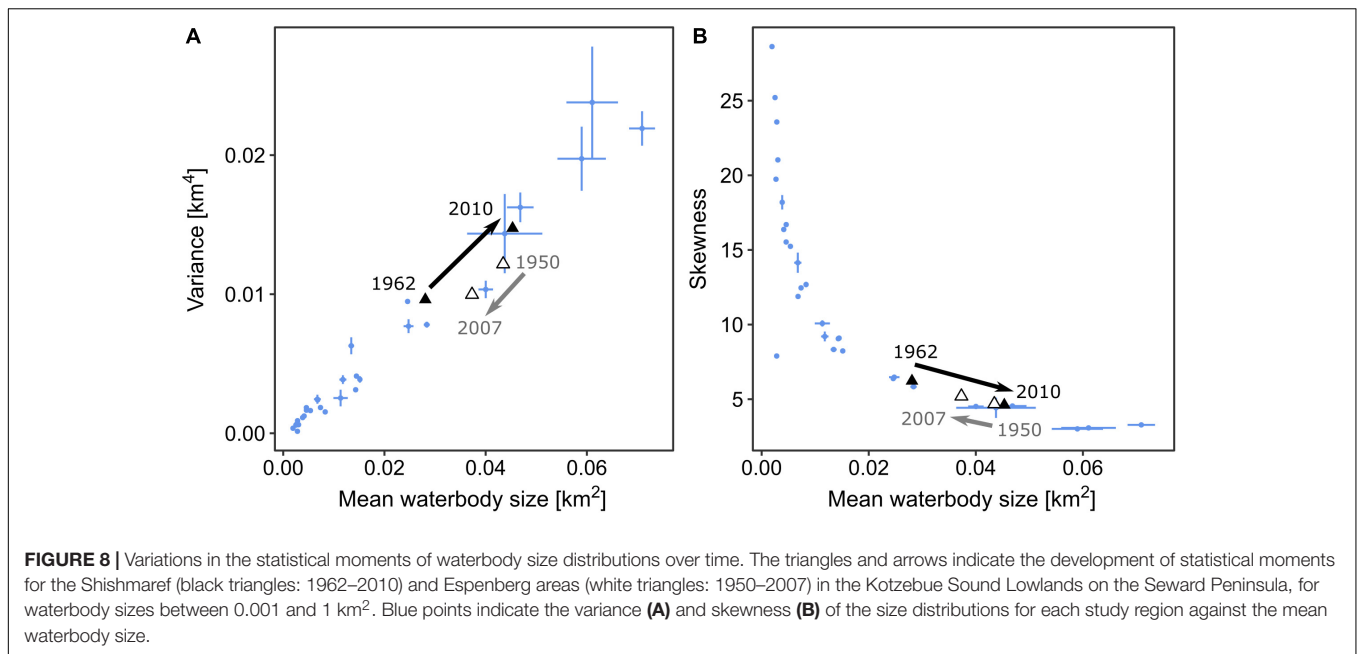 A
B
Variance [km4]
0.02
0.01
0.00
2010
1962
1950
2007
0.00 0.02 0.04 0.06
Mean waterbody size [km2]
Skewness
25
20
15
10
5
1962
2010
2007
1950
0.00 0.02 0.04 0.06
Mean waterbody size [km2]
FIGURE 8 | Variations in the statistical moments of waterbody size distributions over time. The triangles and arrows indicate the development of statistical moments
for the Shishmaref (black triangles: 1962–2010) and Espenberg areas (white triangles: 1950–2007) in the Kotzebue Sound Lowlands on the Seward Peninsula, for
waterbody sizes between 0.001 and 1 km2. Blue points indicate the variance (A) and skewness (B) of the size distributions for each study region against the mean
waterbody size.